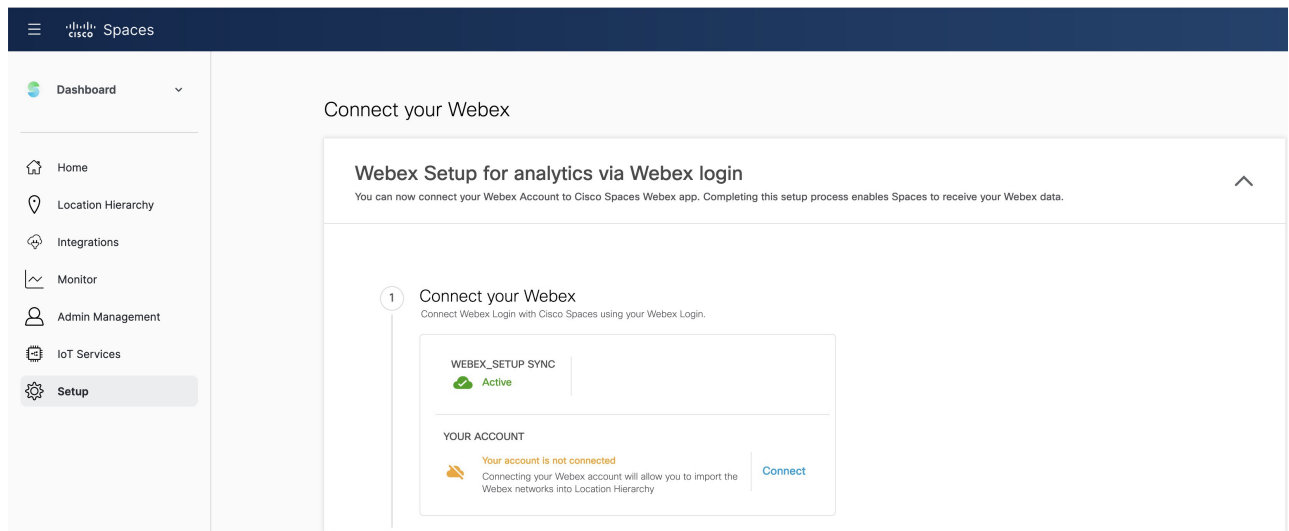 CISCO Spaces
Dashboard
Home
Location Hierarchy
Integrations
Monitor
Admin Management
IoT Services
Setup
Connect your Webex
Webex Setup for analytics via Webex login
You can now connect your Webex Account to Cisco Spaces Webex app. Completing this setup process enables Spaces to receive your Webex data.
1 Connect your Webex
Connect Webex Login with Cisco Spaces using your Webex Login.
WEBEX_SETUP SYNC
Active
YOUR ACCOUNT
Your account is not connected
Connecting your Webex account will allow you to import the
Webex networks into Location Hierarchy
Connect